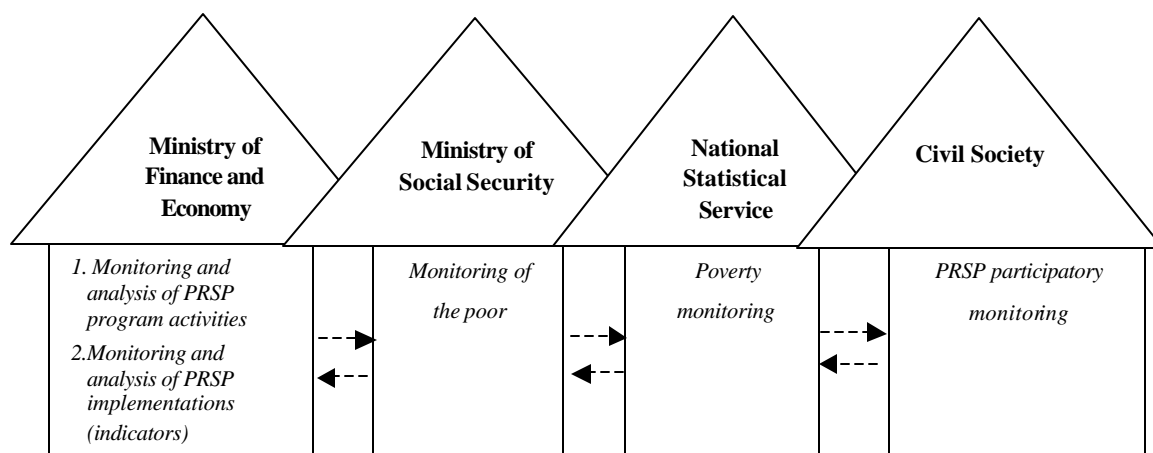 Ministry of
Finance and
Economy
Ministry of
Social Security
National
Statistical
Service
Civil Society
1. Monitoring and
analysis of PRSP
program activities
2.Monitoring and
analysis of PRSP
implementations
(indicators)
Monitoring of
the poor
Poverty
monitoring
PRSP participatory
monitoring